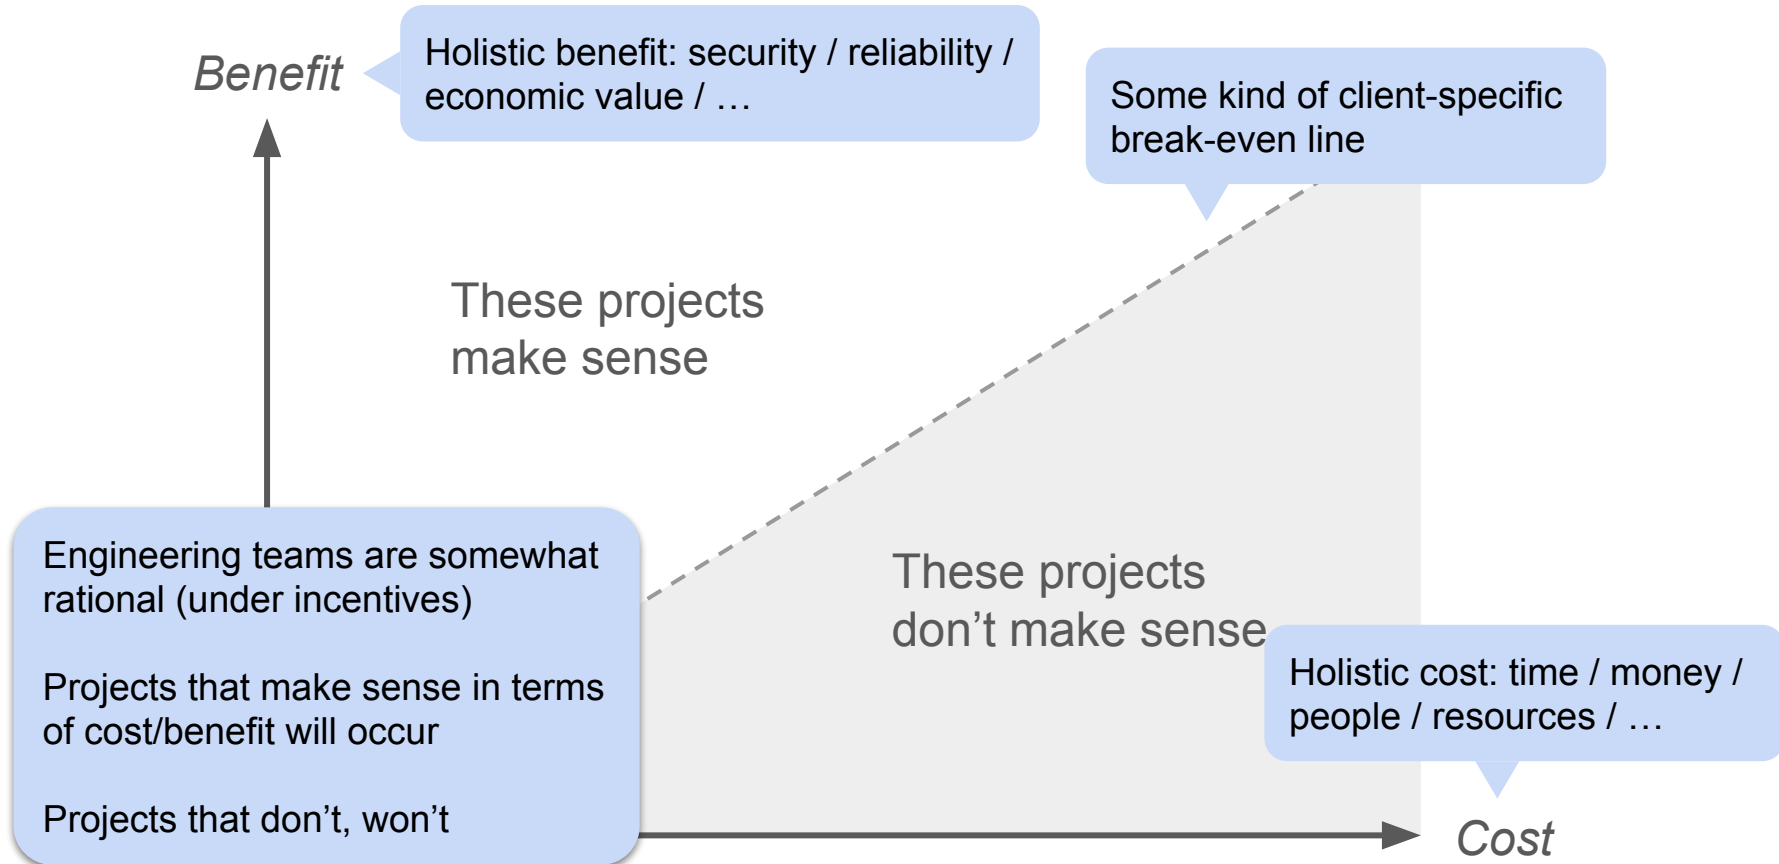 Benefit
Holistic benefit: security / reliability /
economic value / …
Some kind of client-specific
break-even line
These projects
make sense
Engineering teams are somewhat
rational (under incentives)
Projects that make sense in terms
of cost/benefit will occur
Projects that don’t, won’t
These projects
don’t make sense
Holistic cost: time / money /
people / resources / …
Cost